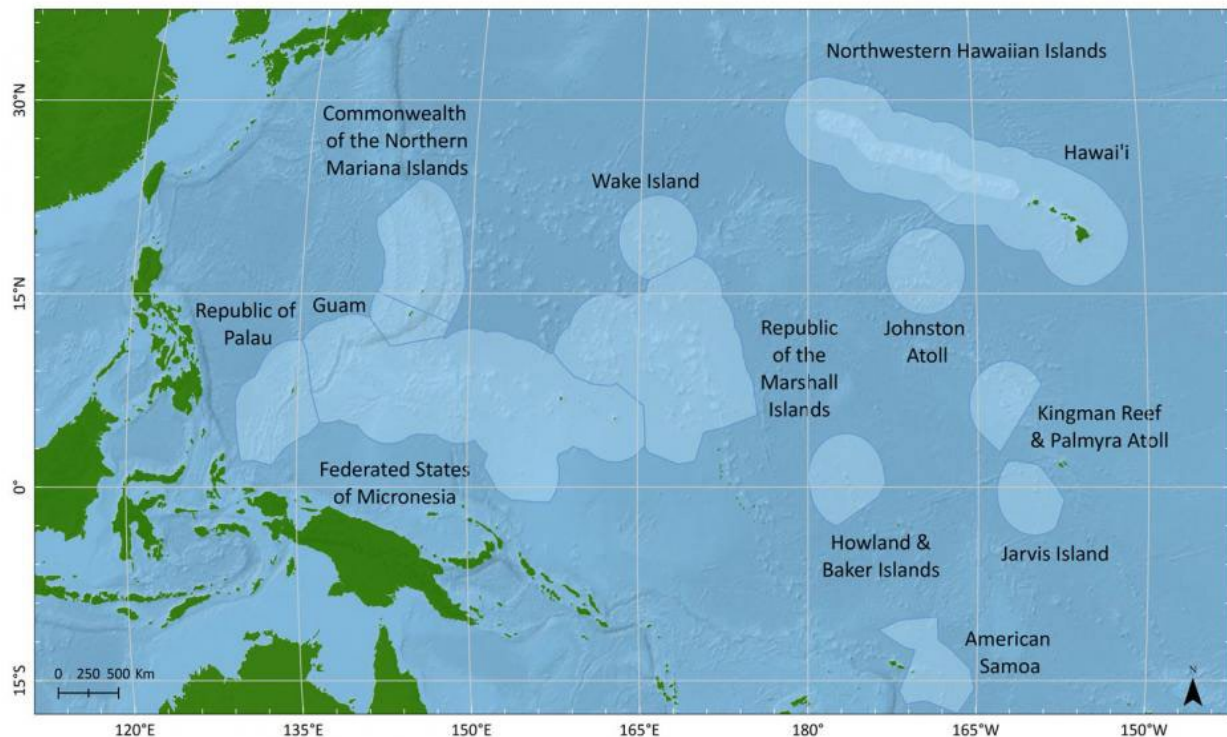 Northwestern Hawaiian Islands
30°N
Commonwealth
of the Northern
Mariana Islands
Hawai'i
Wake Island
15°N
Republic of
Palau
Guam
Republic
of the
Marshall
Islands
Johnston
Atoll
Kingman Reef
& Palmyra Atoll
Federated States
of Micronesia
0°
Howland &
Baker Islands
Jarvis Island
American
Samoa
0 250 500 Km
N
15°S
120°E
135°E
150°E
165°E
180°
165°W
150°W